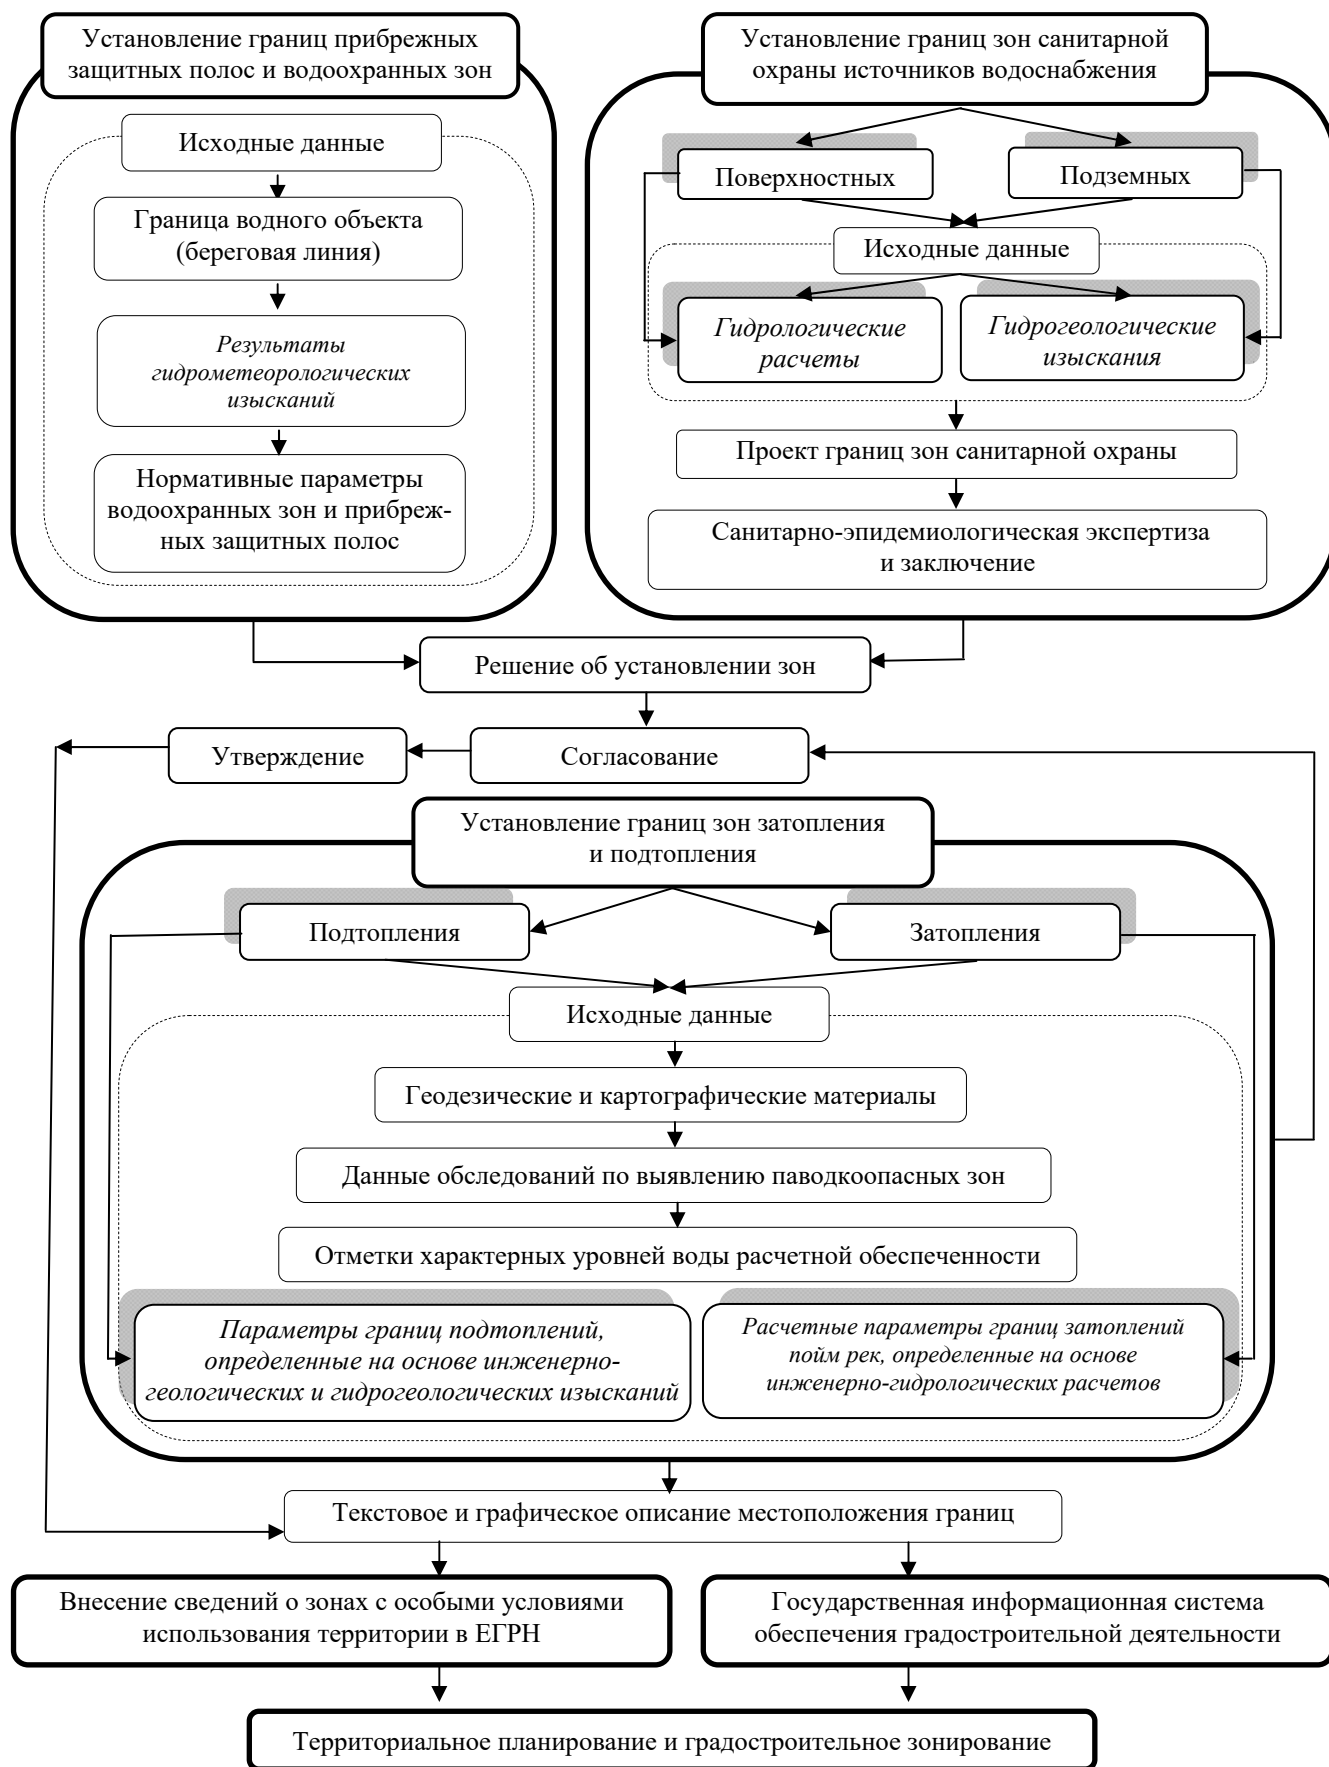 Установление границ прибрежных
защитных полос и водоохранных зон
Исходные данные
Граница водного объекта
(береговая линия)
Результаты
гидрометеорологических
изысканий
Нормативные параметры
водоохранных зон и прибреж-
ных защитных полос
Установление границ зон санитарной
охраны источников водоснабжения
Поверхностных
Подземных
Исходные данные
Гидрологические
расчеты
Гидрогеологические
изыскания
Проект границ зон санитарной охраны
Санитарно-эпидемиологическая экспертиза
и заключение
Решение об установлении зон
Утверждение
Согласование
Установление границ зон затопления
и подтопления
Подтопления
Затопления
Исходные данные
Геодезические и картографические материалы
Данные обследований по выявлению паводкоопасных зон
Отметки характерных уровней воды расчетной обеспеченности
Параметры границ подтоплений,
определенные на основе инженерно-
геологических и гидрогеологических изысканий
Расчетные параметры границ затоплений
пойм рек, определенные на основе
инженерно-гидрологических расчетов
Текстовое и графическое описание местоположения границ
Внесение сведений о зонах с особыми условиями
использования территории в ЕГРН
Государственная информационная система
обеспечения градостроительной деятельности
Территориальное планирование и градостроительное зонирование